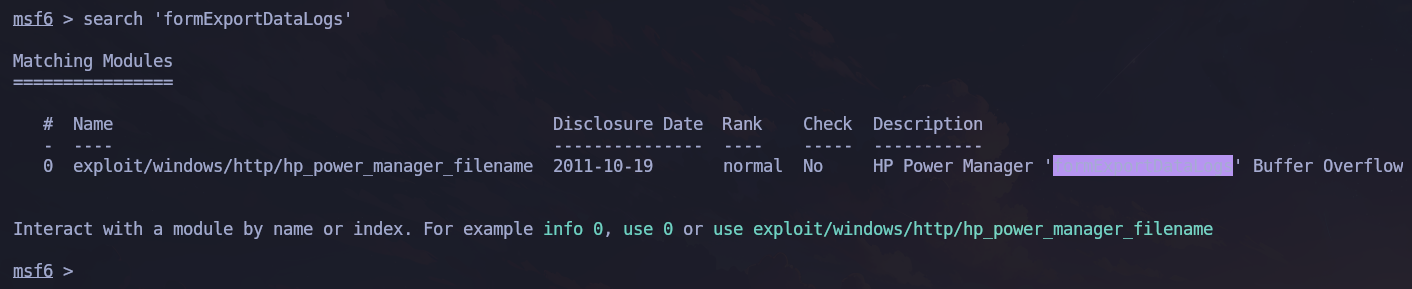 msf6 > search 'formExportDataLogs'
Matching Modules
================
# Name Disclosure Date Rank Check Description
- ---- --------------- ---- ----- -----------
0 exploit/windows/http/hp_power_manager_filename 2011-10-19 normal No HP Power Manager 'formExportDataLogs' Buffer Overflow
Interact with a module by name or index. For example info 0, use 0 or use exploit/windows/http/hp_power_manager_filename
msf6 >